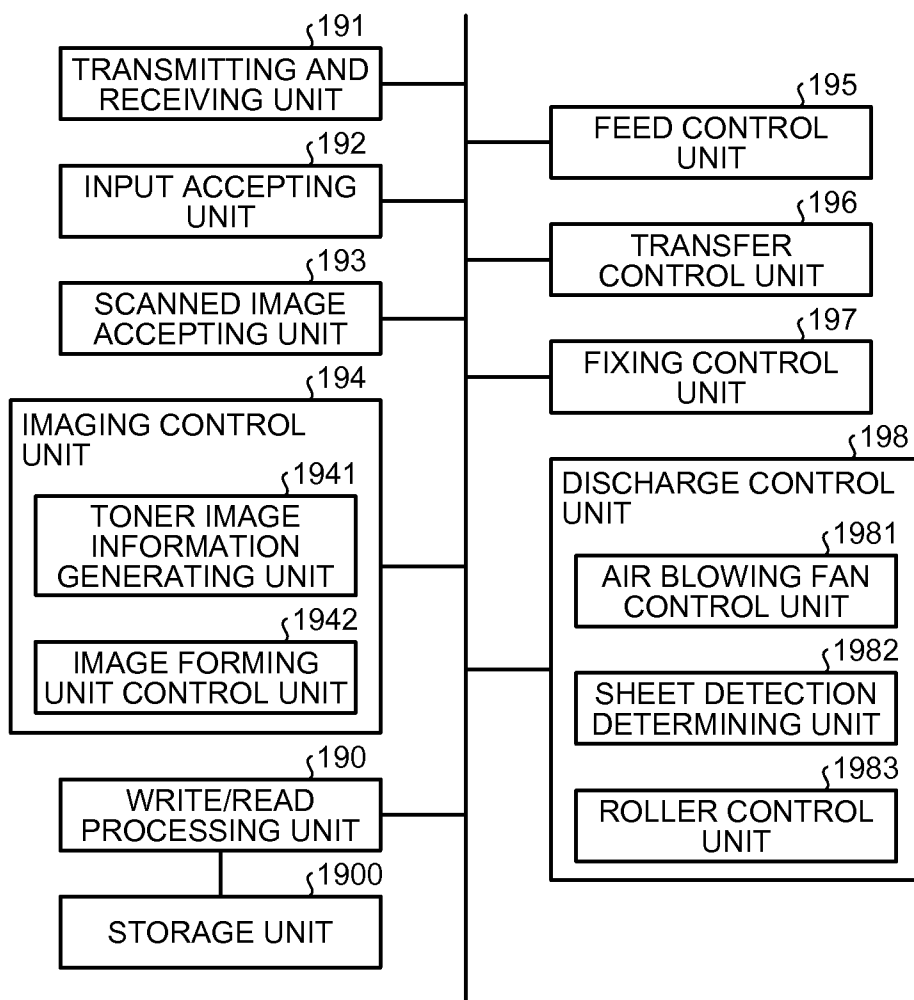 191
TRANSMITTING AND
RECEIVING UNIT
192
INPUT ACCEPTING
UNIT
193
SCANNED IMAGE
ACCEPTING UNIT
194
IMAGING CONTROL
UNIT
1941
TONER IMAGE
INFORMATION
GENERATING UNIT
1942
IMAGE FORMING
UNIT CONTROL UNIT
190
WRITE/READ
PROCESSING UNIT
1900
STORAGE UNIT
195
FEED CONTROL
UNIT
196
TRANSFER
CONTROL UNIT
197
FIXING CONTROL
UNIT
198
DISCHARGE CONTROL
UNIT
1981
AIR BLOWING FAN
CONTROL UNIT
1982
SHEET DETECTION
DETERMINING UNIT
1983
ROLLER CONTROL
UNIT